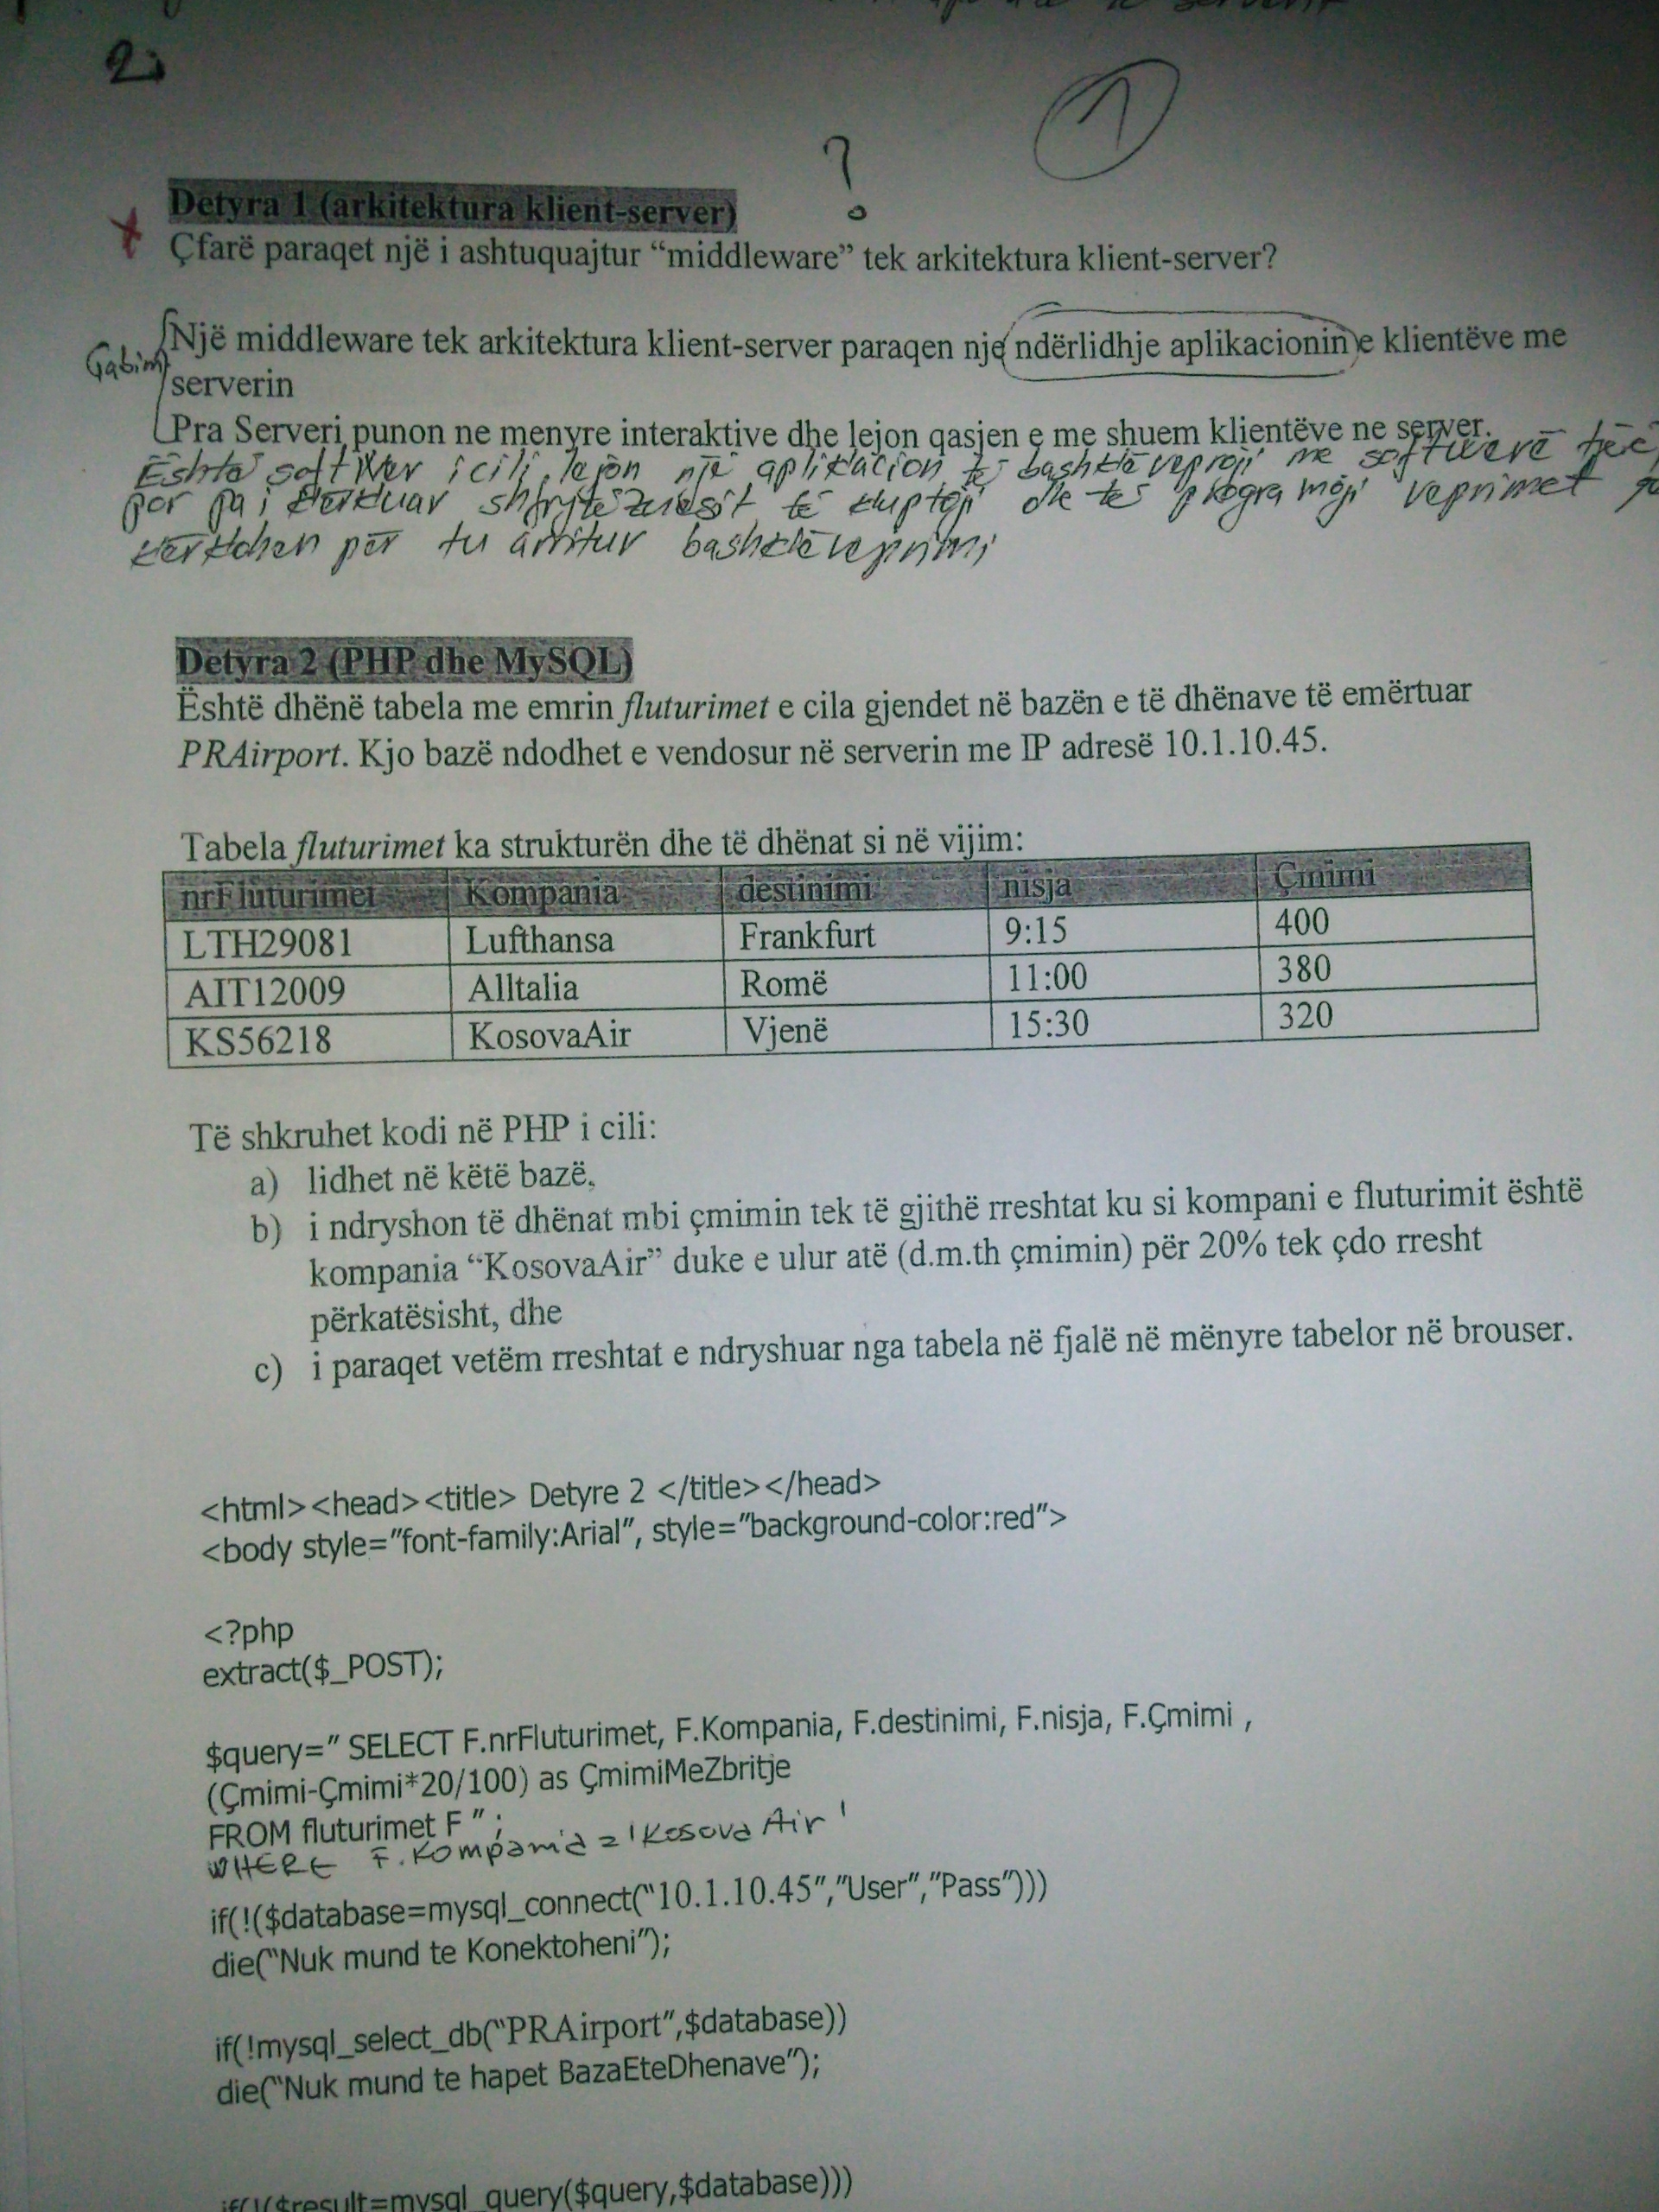 2.
1
?
Detyra 1 (arkitektura klient-server)
Çfarë paraqet një i ashtuquajtur “middleware” tek arkitektura klient-server?
Një middleware tek arkitektura klient-server paraqen nje ndërlidhje aplikacionin e klientëve me
Gabim
serverin
Pra Serveri punon ne menyre interaktive dhe lejon qasjen e me shuem klientëve ne server.
Është softwer i cili lejon një aplikacion të bashkëveproji me softwerë
por pa i kërkuar shfrytëzuesit të kuptoji dhe të programoji veprimet
kërkohen për tu arritur bashkëveprimi
Detyra 2 (PHP dhe MySQL)
Është dhënë tabela me emrin fluturimet e cila gjendet në bazën e të dhënave të emërtuar
PRAirport. Kjo bazë ndodhet e vendosur në serverin me IP adresë 10.1.10.45.
Tabela fluturimet ka strukturën dhe të dhënat si në vijim:
nrFluturimet Kompania destinimi nisja Çmimi
LTH29081 Lufthansa Frankfurt 9:15 400
AIT12009 Alltalia Romë 11:00 380
KS56218 KosovaAir Vjenë 15:30 320
Të shkruhet kodi në PHP i cili:
a) lidhet në këtë bazë,
b) i ndryshon të dhënat mbi çmimin tek të gjithë rreshtat ku si kompani e fluturimit është
kompania “KosovaAir” duke e ulur atë (d.m.th çmimin) për 20% tek çdo rresht
përkatësisht, dhe
c) i paraqet vetëm rreshtat e ndryshuar nga tabela në fjalë në mënyre tabelor në brouser.
<html><head><title> Detyre 2 </title></head>
<body style="font-family:Arial", style="background-color:red">
<?php
extract($_POST);
$query=" SELECT F.nrFluturimet, F.Kompania, F.destinimi, F.nisja, F.Çmimi ,
(Çmimi-Çmimi*20/100) as ÇmimiMeZbritje
FROM fluturimet F " ;
WHERE F.Kompania = 'Kosova Air'
if(!($database=mysql_connect("10.1.10.45","User","Pass")))
die("Nuk mund te Konektoheni");
if(!mysql_select_db("PRAirport",$database))
die("Nuk mund te hapet BazaEteDhenave");
if(!($result=mysql_query($query,$database)))